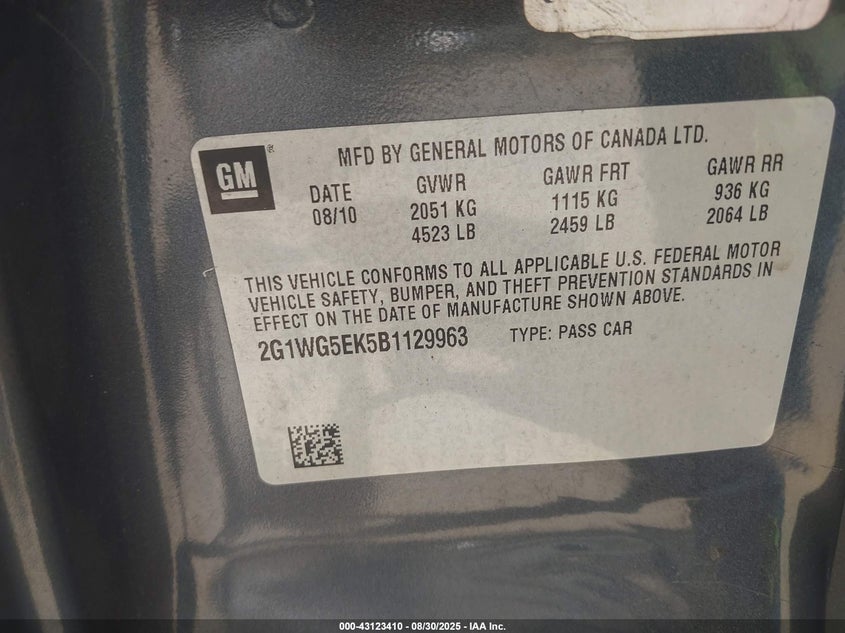 GM®
MFD BY GENERAL MOTORS OF CANADA LTD.
DATE GVWR GAWR FRT GAWR RR
08/10 2051 KG 1115 KG 936 KG
4523 LB 2459 LB 2064 LB
THIS VEHICLE CONFORMS TO ALL APPLICABLE U.S. FEDERAL MOTOR
VEHICLE SAFETY, BUMPER, AND THEFT PREVENTION STANDARDS IN
EFFECT ON THE DATE OF MANUFACTURE SHOWN ABOVE.
2G1WG5EK5B1129963 TYPE: PASS CAR
000-43123410 - 08/30/2025 - IAA Inc.